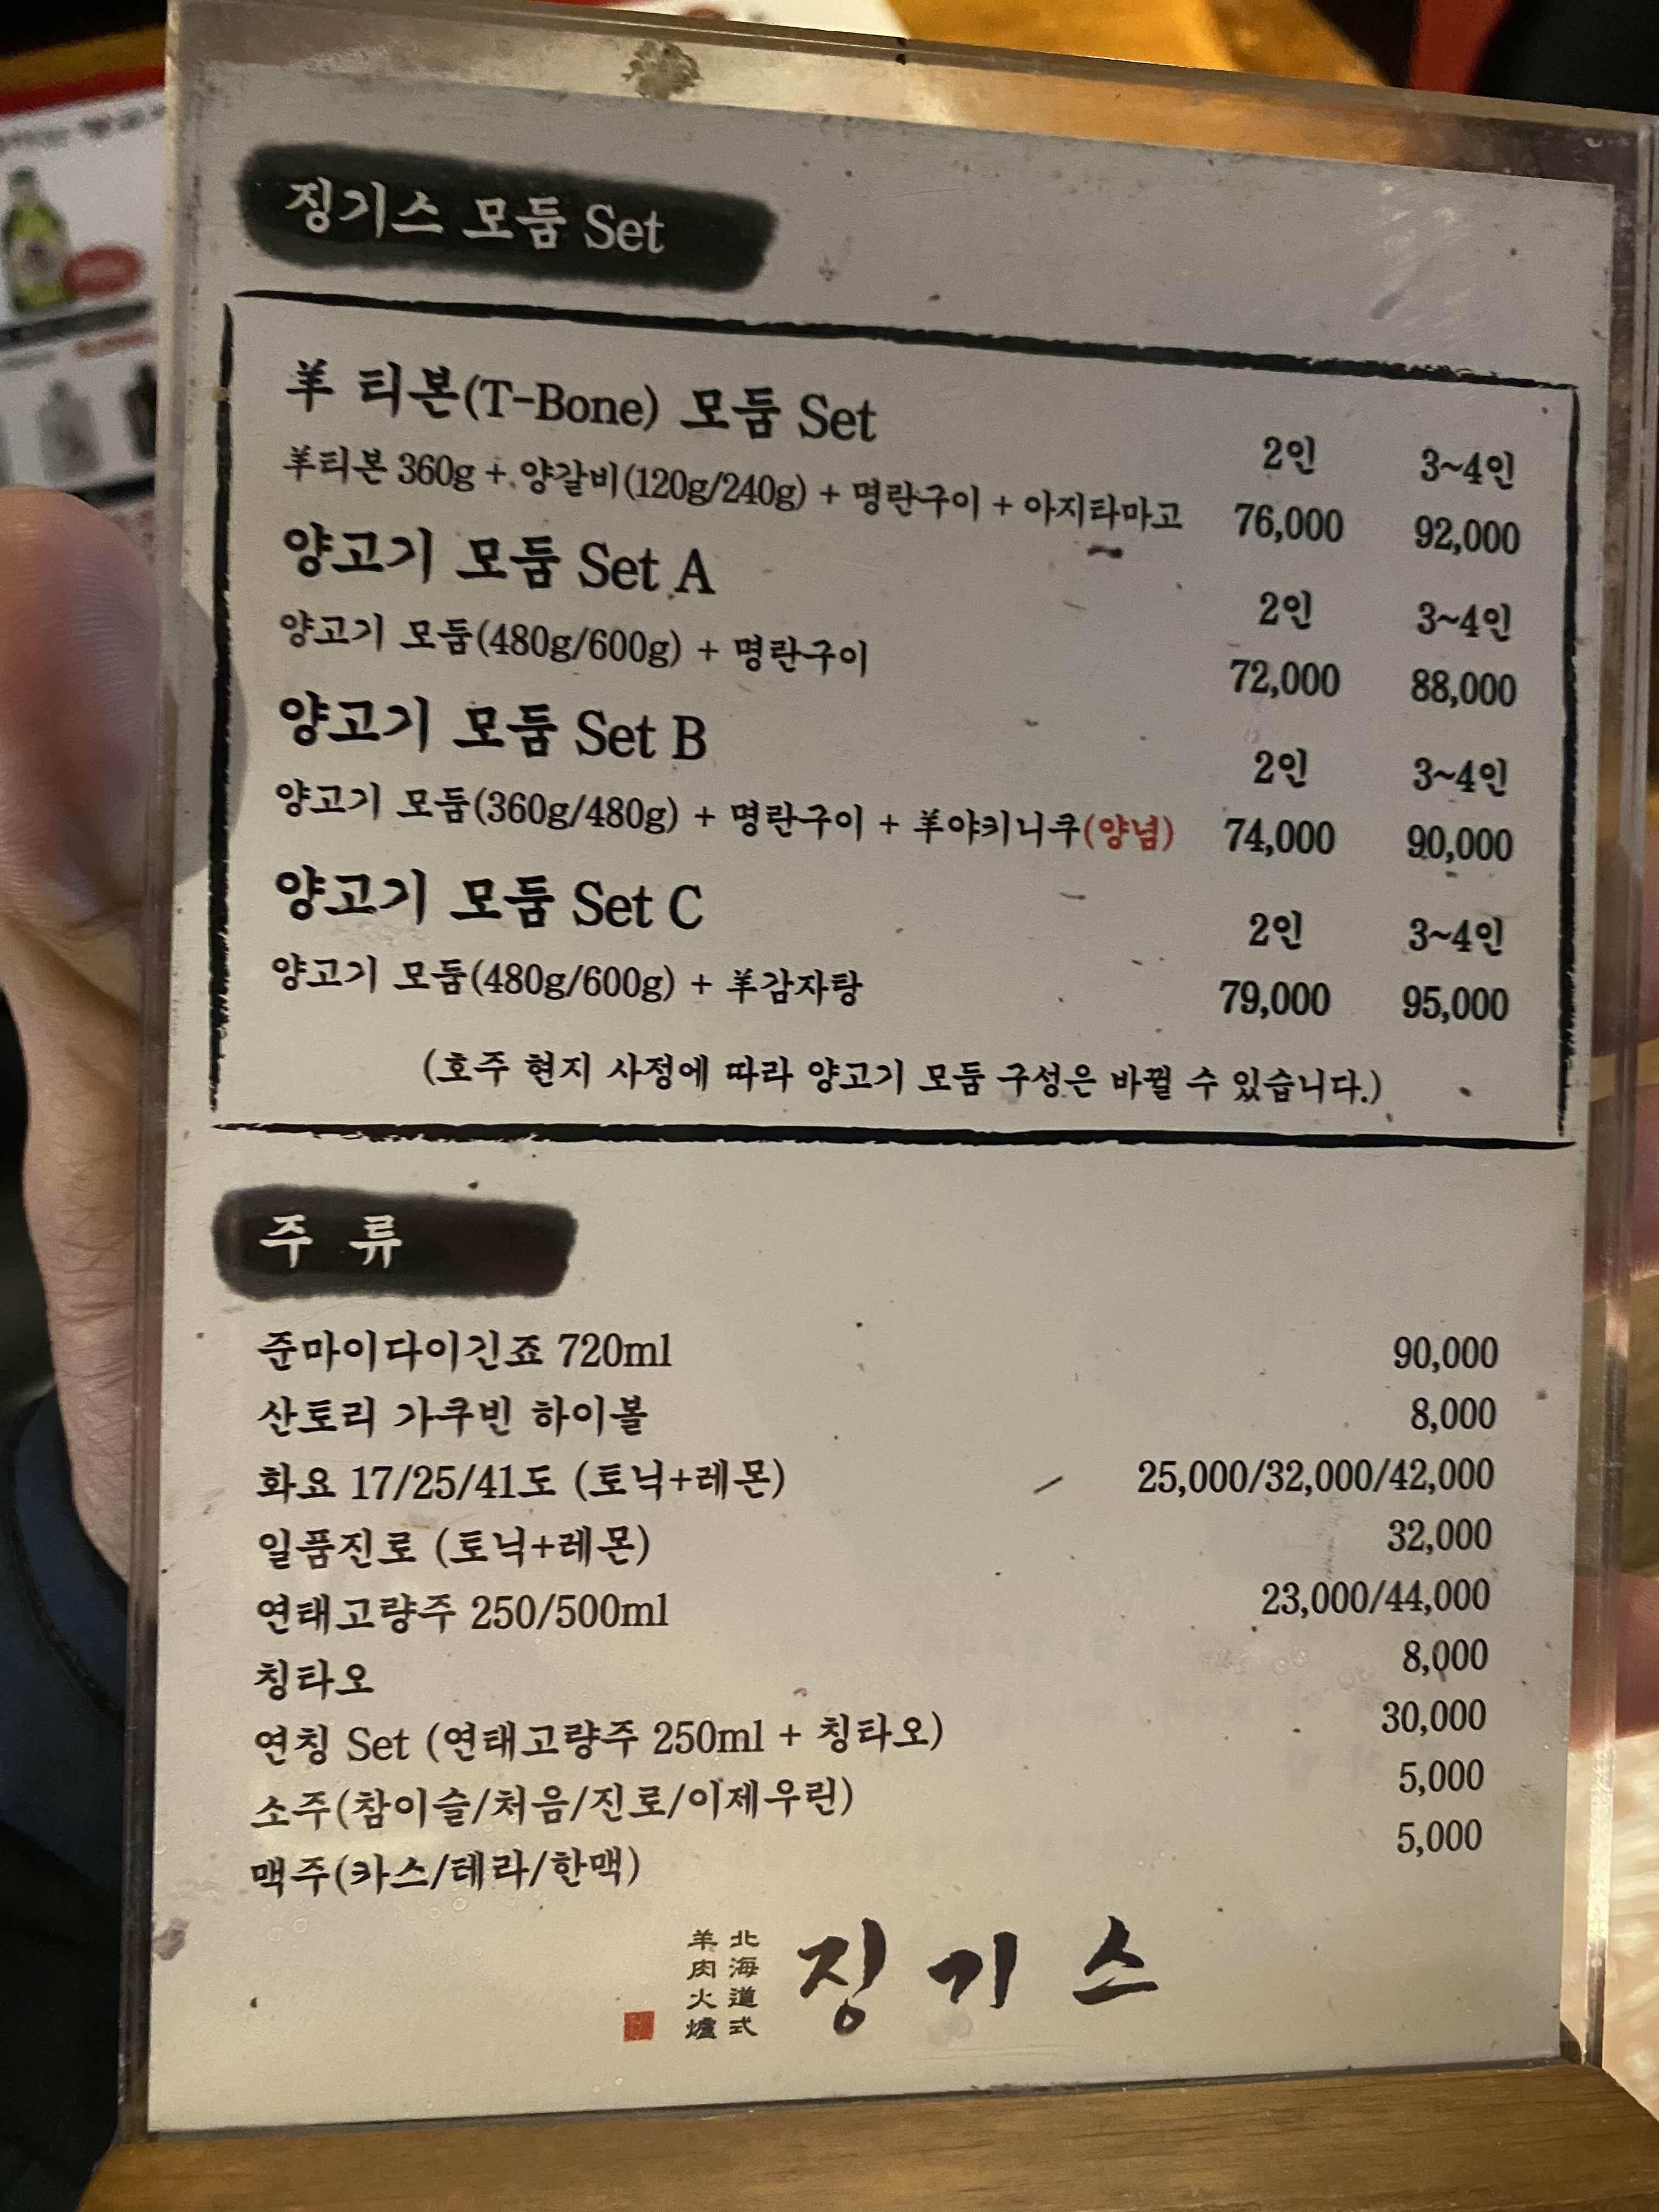 징기스 모둠 Set
羊 티본(T-Bone) 모둠 Set
2인 3~4인
羊티본 360g + 양갈비(120g/240g) + 명란구이 + 아지타마고 76,000 92,000
양고기 모둠 Set A
2인 3~4인
양고기 모둠(480g/600g) + 명란구이 72,000 88,000
양고기 모둠 Set B
2인 3~4인
양고기 모둠(360g/480g) + 명란구이 + 羊야키니쿠(양념) 74,000 90,000
양고기 모둠 Set C
2인 3~4인
양고기 모둠(480g/600g) + 羊감자탕 79,000 95,000
(호주 현지 사정에 따라 양고기 모둠 구성은 바뀔 수 있습니다.)
주 류
준마이다이긴죠 720ml 90,000
산토리 가쿠빈 하이볼 8,000
화요 17/25/41도 (토닉+레몬) 25,000/32,000/42,000
일품진로 (토닉+레몬) 32,000
연태고량주 250/500ml 23,000/44,000
칭타오 8,000
연칭 Set (연태고량주 250ml + 칭타오) 30,000
소주(참이슬/처음/진로/이제우린) 5,000
맥주(카스/테라/한맥) 5,000
北海道式
羊肉火爐
징기스